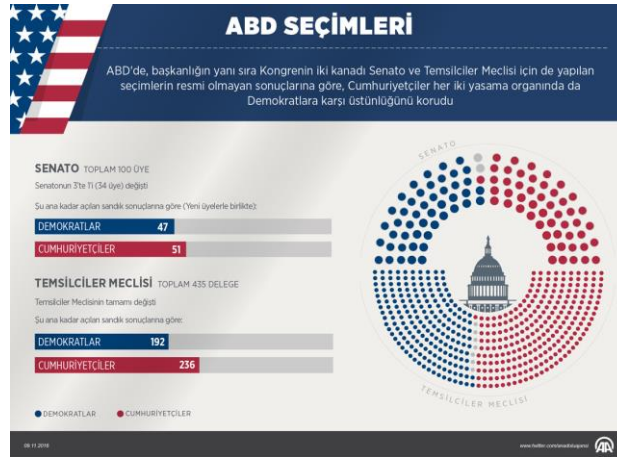 ABD SEÇİMLERİ
ABD'de, başkanlığın yanı sıra Kongrenin iki kanadı Senato ve Temsilciler Meclisi için de yapılan
seçimlerin resmi olmayan sonuçlarına göre, Cumhuriyetçiler her iki yasama organında da
Demokratlara karşı üstünlüğünü korudu
SENATO TOPLAM 100 ÜYE
Senatonun 3'te 1'i (34 üye) değişti
Şu ana kadar açılan sandık sonuçlarına göre (Yeni üyelerle birlikte):
DEMOKRATLAR 47
CUMHURİYETÇİLER 51
TEMSİLCİLER MECLİSİ TOPLAM 435 DELEGE
Temsilciler Meclisinin tamamı değişti
Şu ana kadar açılan sandık sonuçlarına göre:
DEMOKRATLAR 192
CUMHURİYETÇİLER 236
DEMOKRATLAR CUMHURİYETÇİLER
SENATO
TEMSİLCİLER MECLİSİ
AA